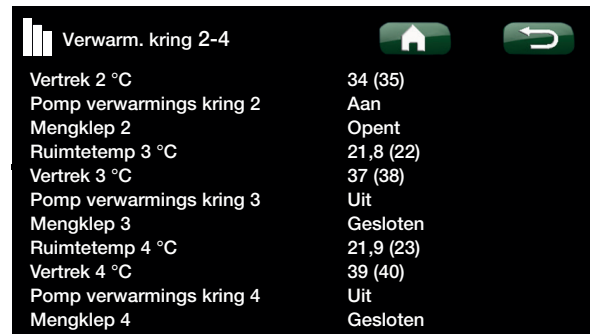 Verwarm. kring 2-4
Vertrek 2 °C 34 (35)
Pomp verwarmings kring 2 Aan
Mengklep 2 Opent
Ruimtetemp 3 °C 21,8 (22)
Vertrek 3 °C 37 (38)
Pomp verwarmings kring 3 Uit
Mengklep 3 Gesloten
Ruimtetemp 4 °C 21,9 (23)
Vertrek 4 °C 39 (40)
Pomp verwarmings kring 4 Uit
Mengklep 4 Gesloten